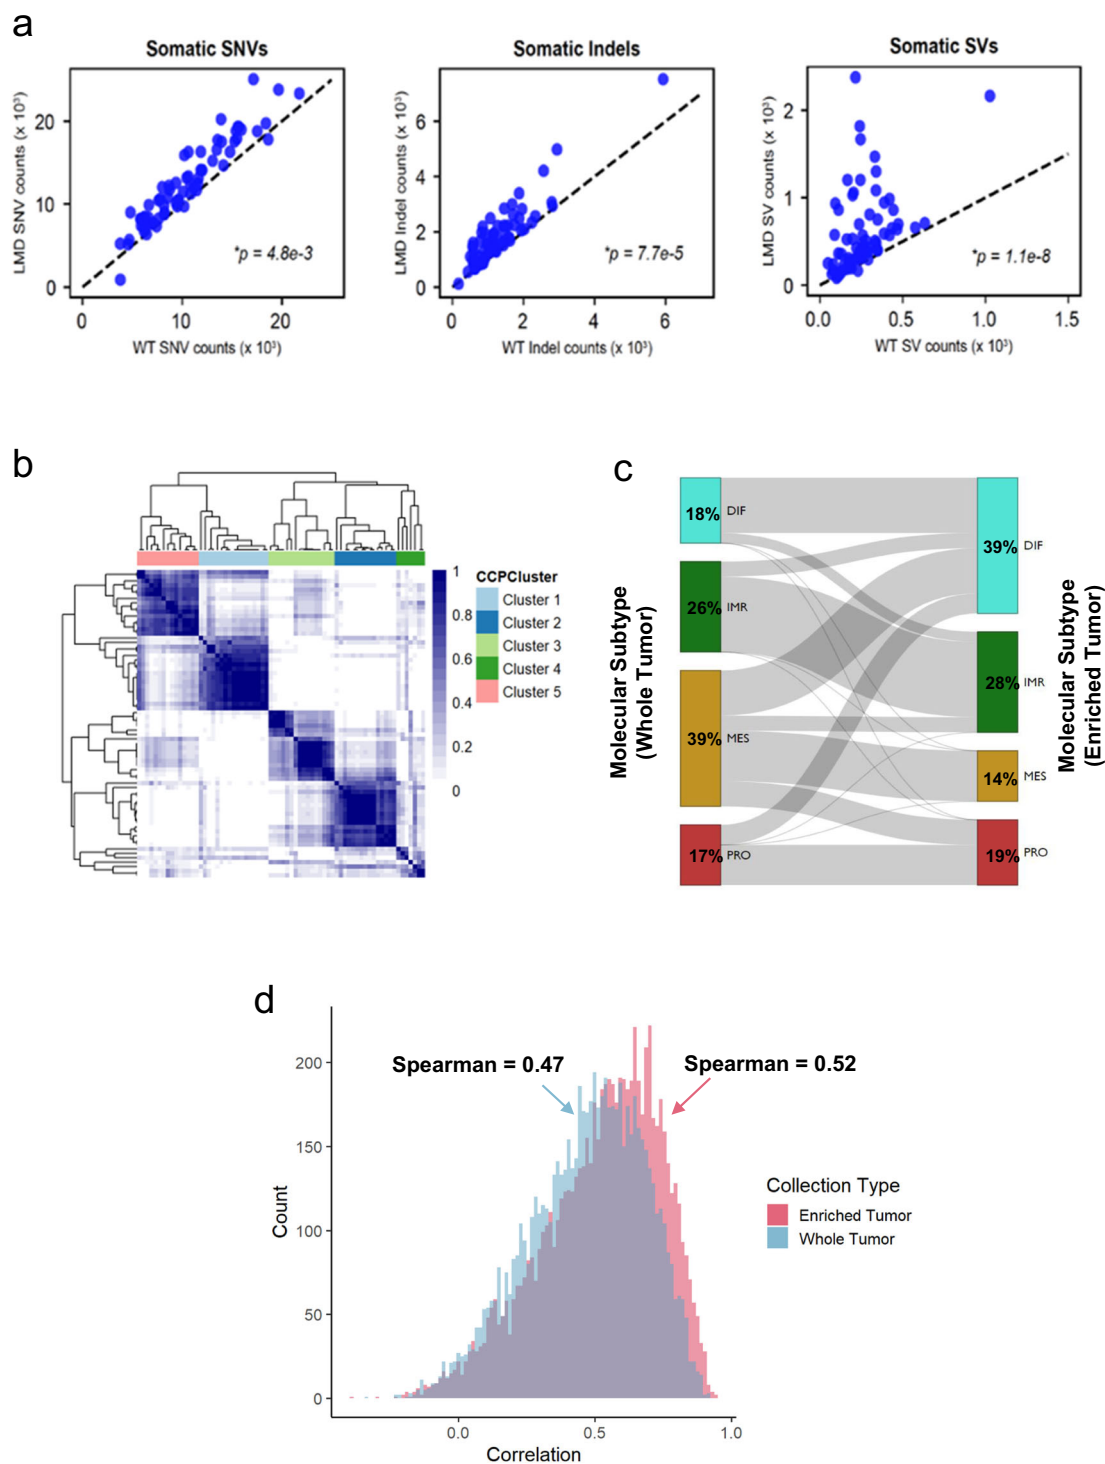 a
Somatic SNVs
LMD SNV counts (x 10³)
20
10
0
*p = 4.8e-3
0
10
20
WT SNV counts (x 10³)
Somatic Indels
LMD Indel counts (x 10³)
6
4
2
0
*p = 7.7e-5
0
2
4
6
WT Indel counts (x 10³)
Somatic SVs
LMD SV counts (x 10³)
2
1
0
*p = 1.1e-8
0.0
0.5
1.0
1.5
WT SV counts (x 10³)
b
1
0.8
0.6
0.4
0.2
0
CCPCluster
Cluster 1
Cluster 2
Cluster 3
Cluster 4
Cluster 5
c
Molecular Subtype
(Whole Tumor)
18% DIF
26% IMR
39% MES
17% PRO
39% DIF
28% IMR
14% MES
19% PRO
Molecular Subtype
(Enriched Tumor)
d
Spearman = 0.47
Spearman = 0.52
Count
200
150
100
50
0
0.0
0.5
1.0
Correlation
Collection Type
Enriched Tumor
Whole Tumor